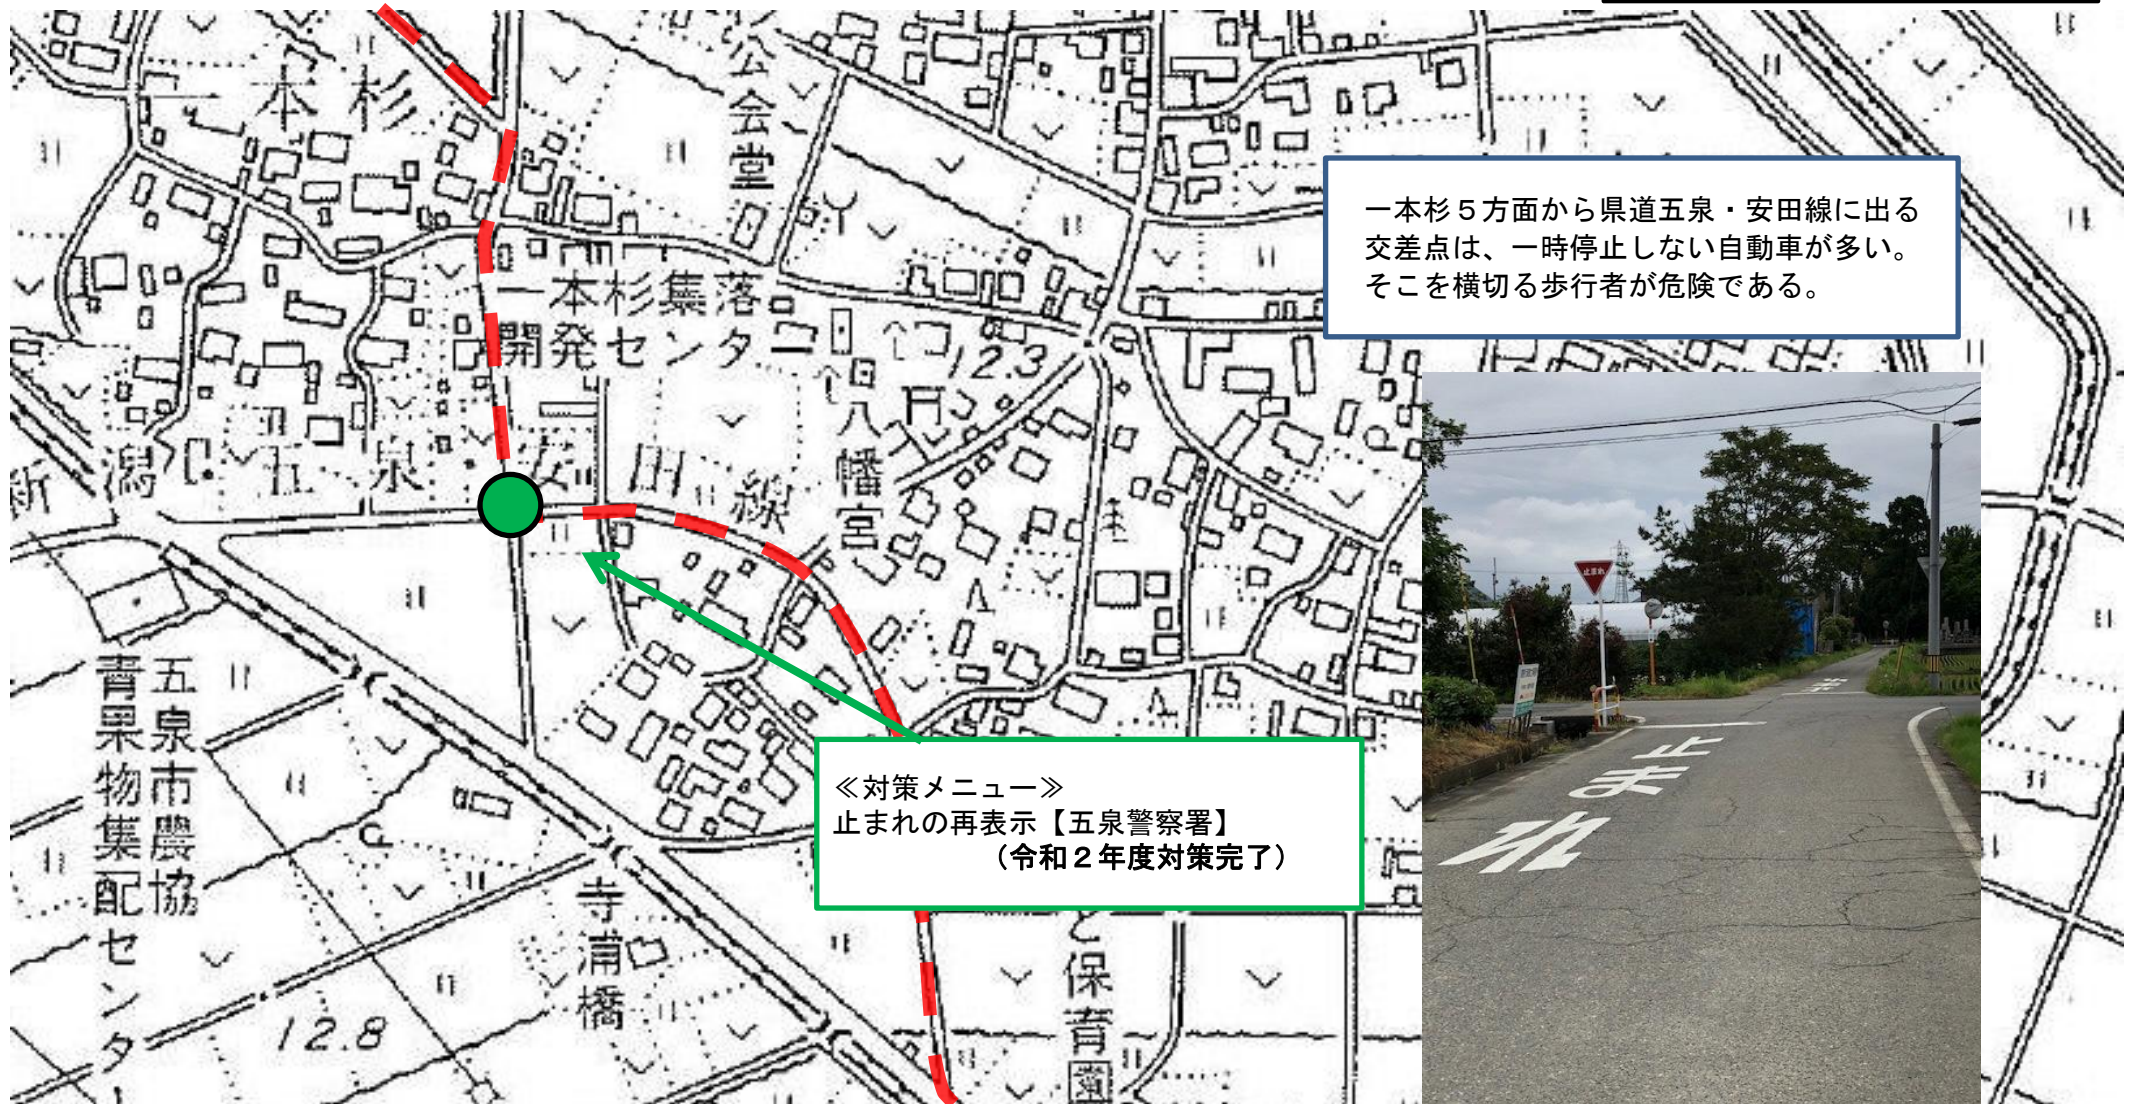 一本杉
公会堂
一本杉５方面から県道五泉・安田線に出る
交差点は、一時停止しない自動車が多い。
そこを横切る歩行者が危険である。
一本杉集落
開発センター
12.3
八幡宮
新潟五泉安田線
止まれ
止まれ
五泉市農協
青果物集配センター
≪対策メニュー≫
止まれの再表示【五泉警察署】
（令和２年度対策完了）
寺浦橋
12.8
保育園